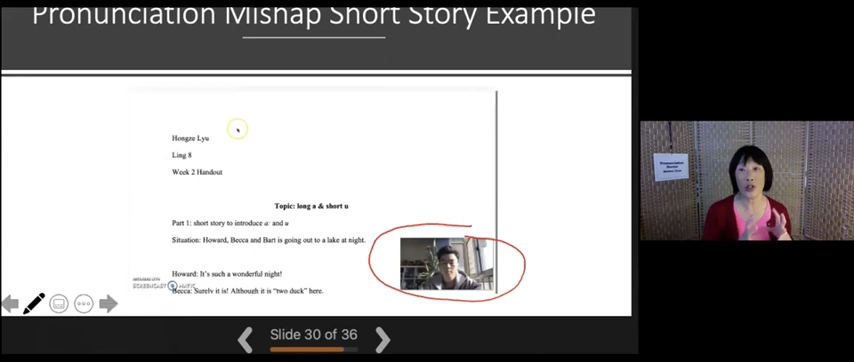 Pronunciation Mishap Short Story Example
Hongze Lyu
Ling 8
Week 2 Handout
Topic: long a & short u
Part 1: short story to introduce a: and u
Situation: Howard, Becca and Bart is going out to a lake at night.
Howard: It's such a wonderful night!
SCREENCAST MATIC
Becca: Surely it is! Although it is "two duck" here.
Slide 30 of 36